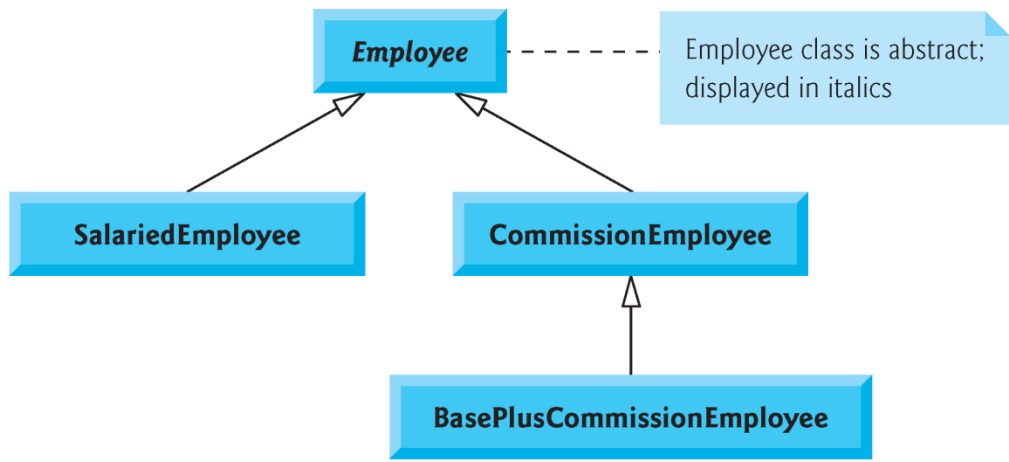 Employee
Employee class is abstract;
displayed in italics
SalariedEmployee
CommissionEmployee
BasePlusCommissionEmployee